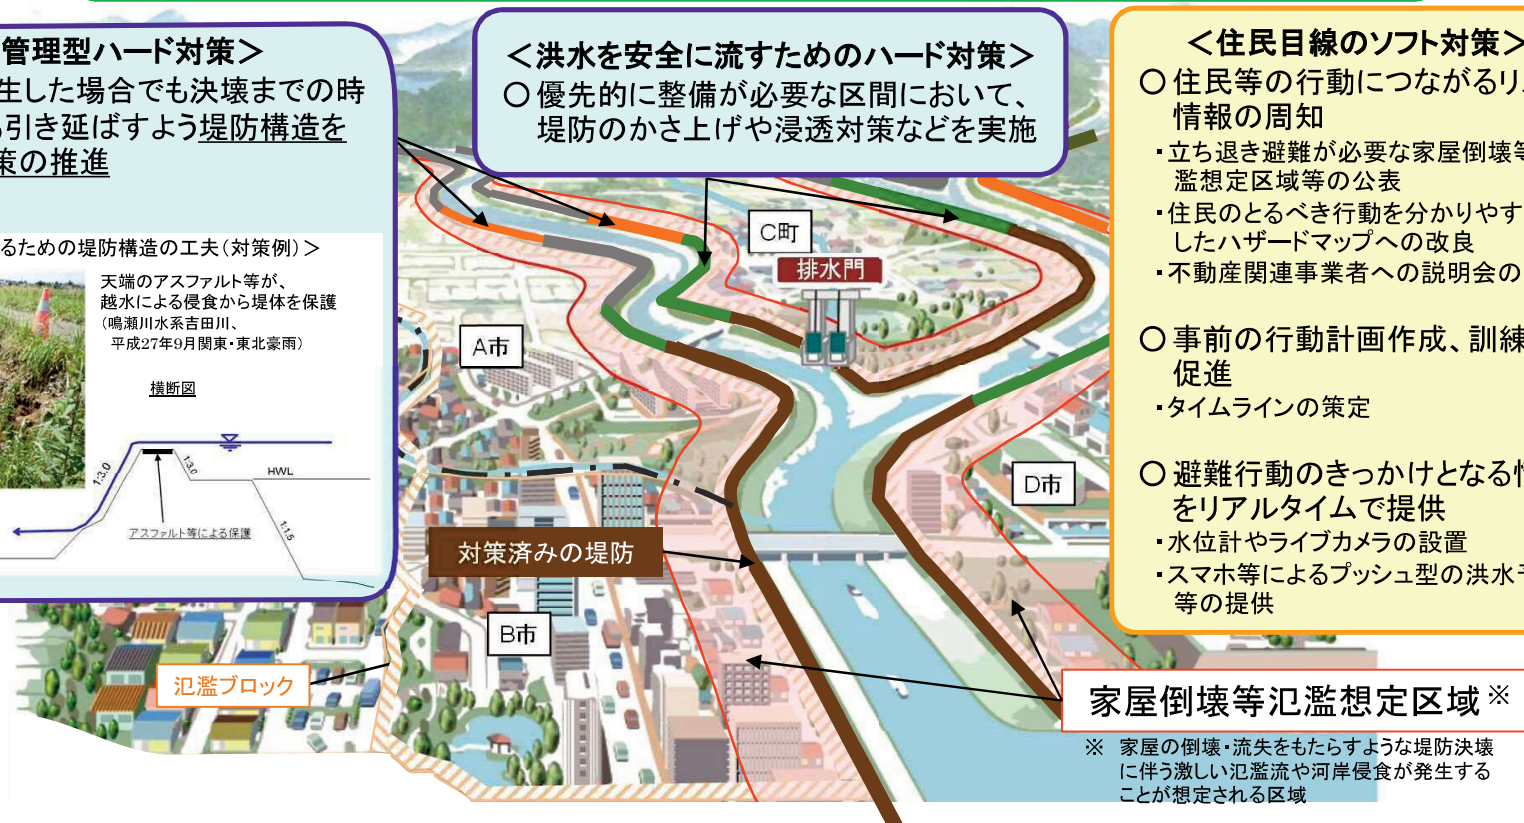 管理型ハード対策＞
生した場合でも決壊までの時
引き延ばすよう堤防構造を
策の推進
るための堤防構造の工夫（対策例）＞
天端のアスファルト等が、
越水による侵食から堤体を保護
（鳴瀬川水系吉田川、
平成27年9月関東・東北豪雨）
横断図
1:3.0
1:3.0
HWL
1:1.5
アスファルト等による保護
＜洪水を安全に流すためのハード対策＞
○ 優先的に整備が必要な区間において、
堤防のかさ上げや浸透対策などを実施
C町
排水門
A市
D市
対策済みの堤防
B市
氾濫ブロック
＜住民目線のソフト対策＞
○ 住民等の行動につながるリ
情報の周知
・立ち退き避難が必要な家屋倒壊等
濫想定区域等の公表
・住民のとるべき行動を分かりやす
したハザードマップへの改良
・不動産関連事業者への説明会の
○ 事前の行動計画作成、訓練
促進
・タイムラインの策定
○ 避難行動のきっかけとなる
をリアルタイムで提供
・水位計やライブカメラの設置
・スマホ等によるプッシュ型の洪水
等の提供
家屋倒壊等氾濫想定区域※
※ 家屋の倒壊・流失をもたらすような堤防決壊
に伴う激しい氾濫流や河岸侵食が発生する
ことが想定される区域